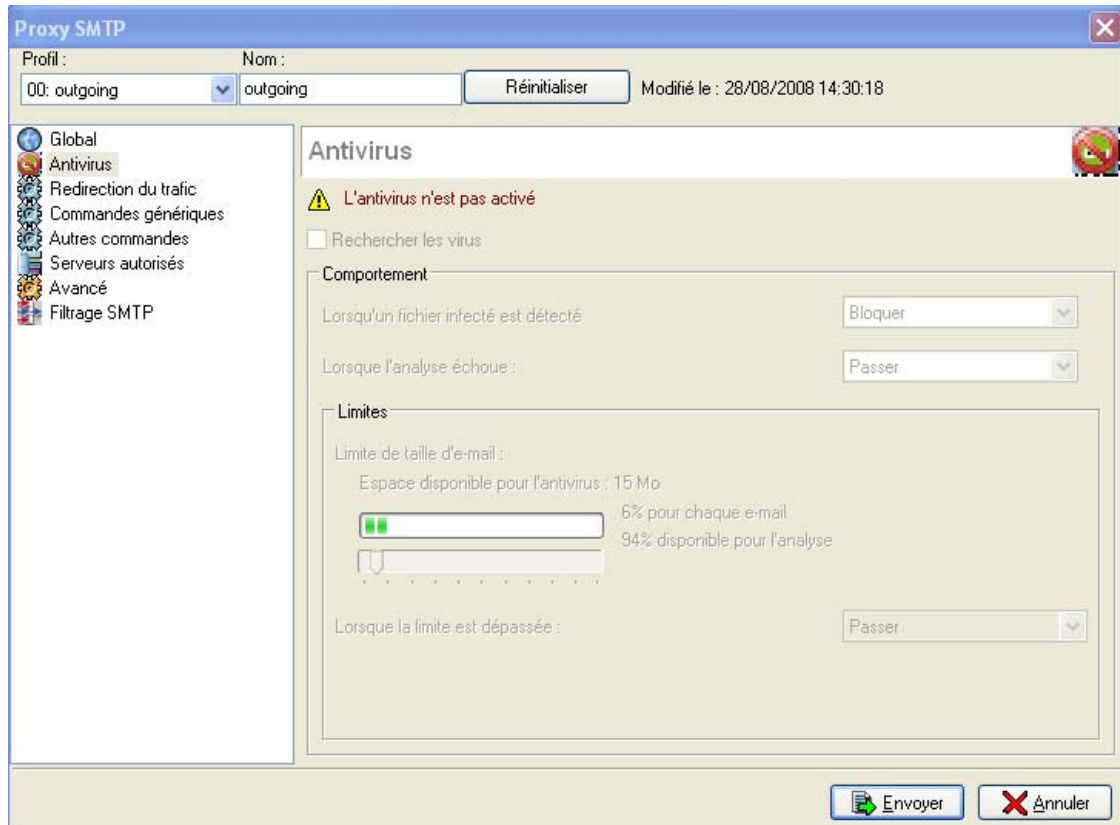 Proxy SMTP
Profil : Nom :
00: outgoing outgoing Réinitialiser Modifié le : 28/08/2008 14:30:18
Global
Antivirus
Redirection du trafic
Commandes génériques
Autres commandes
Serveurs autorisés
Avancé
Filtrage SMTP
Antivirus
L'antivirus n'est pas activé
Rechercher les virus
Comportement
Lorsqu'un fichier infecté est détecté Bloquer
Lorsque l'analyse échoue : Passer
Limites
Limite de taille d'e-mail :
Espace disponible pour l'antivirus : 15 Mo
6% pour chaque e-mail
94% disponible pour l'analyse
Lorsque la limite est dépassée : Passer
Envoyer Annuler